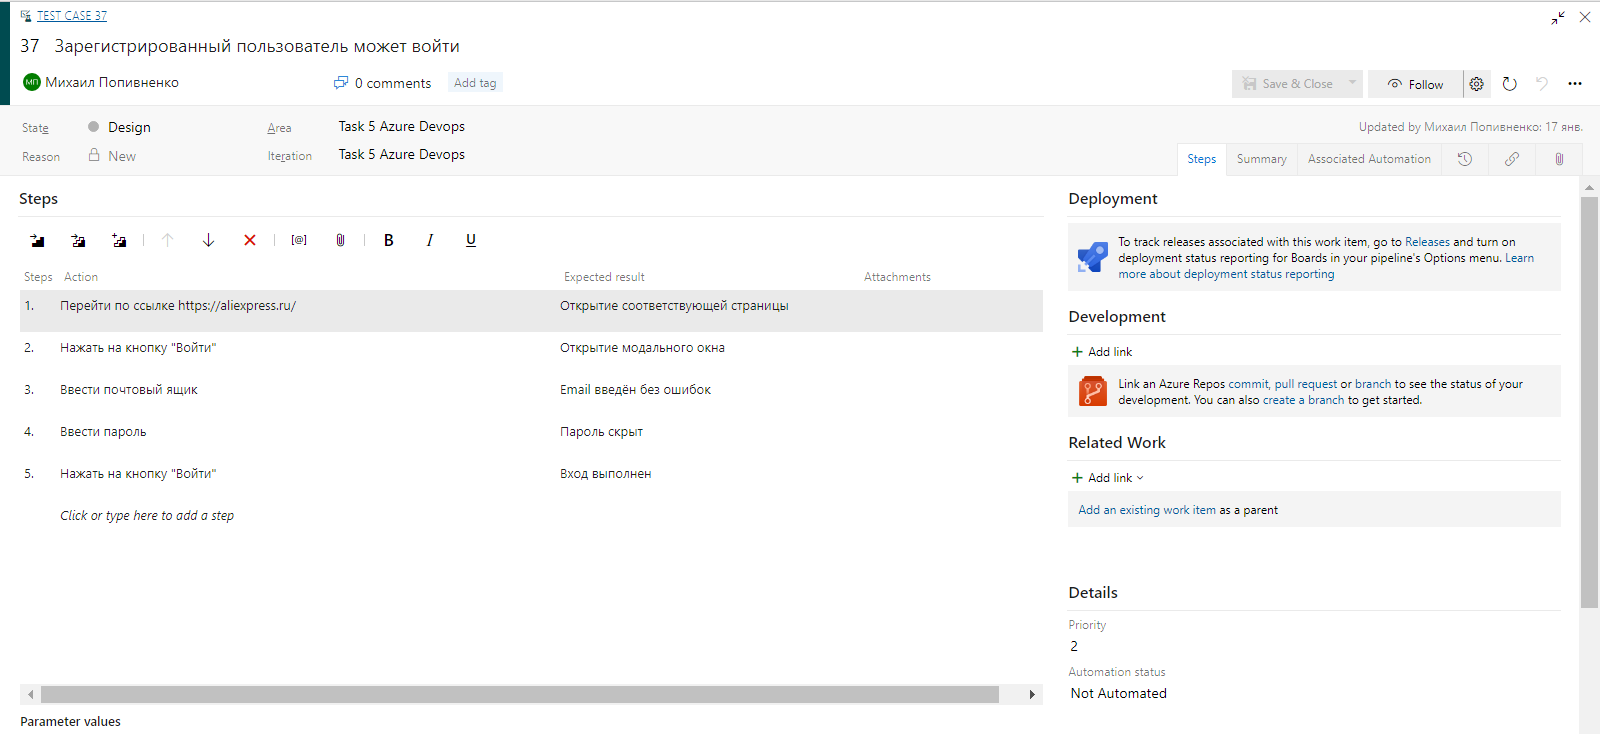 TEST CASE 37
37 Зарегистрированный пользователь может войти
МП Михаил Попивненко
0 comments
Add tag
Save & Close
Follow
State
Design
Area
Task 5 Azure Devops
Updated by Михаил Попивненко: 17 янв.
Reason
New
Iteration
Task 5 Azure Devops
Steps
Summary
Associated Automation
Steps
B I U
Steps Action Expected result Attachments
1. Перейти по ссылке https://aliexpress.ru/ Открытие соответствующей страницы
2. Нажать на кнопку "Войти" Открытие модального окна
3. Ввести почтовый ящик Email введён без ошибок
4. Ввести пароль Пароль скрыт
5. Нажать на кнопку "Войти" Вход выполнен
Click or type here to add a step
Parameter values
Deployment
To track releases associated with this work item, go to Releases and turn on
deployment status reporting for Boards in your pipeline's Options menu. Learn
more about deployment status reporting
Development
+ Add link
Link an Azure Repos commit, pull request or branch to see the status of your
development. You can also create a branch to get started.
Related Work
+ Add link
Add an existing work item as a parent
Details
Priority
2
Automation status
Not Automated